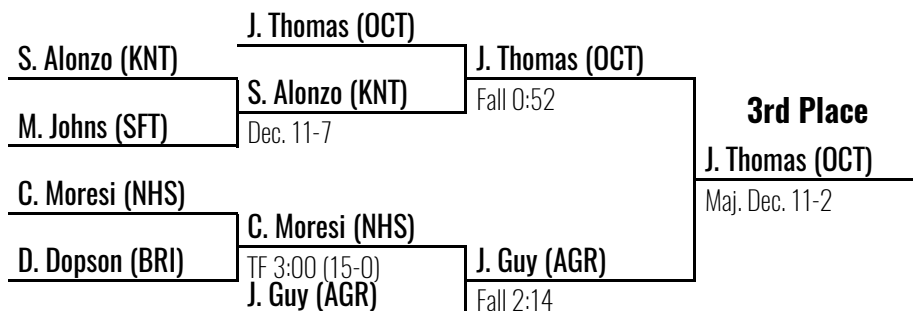 J. Thomas (OCT)
S. Alonzo (KNT)
J. Thomas (OCT)
S. Alonzo (KNT)
Fall 0:52
3rd Place
M. Johns (SFT)
Dec. 11-7
J. Thomas (OCT)
C. Moresi (NHS)
Maj. Dec. 11-2
C. Moresi (NHS)
D. Dopson (BRI)
J. Guy (AGR)
TF 3:00 (15-0)
J. Guy (AGR)
Fall 2:14